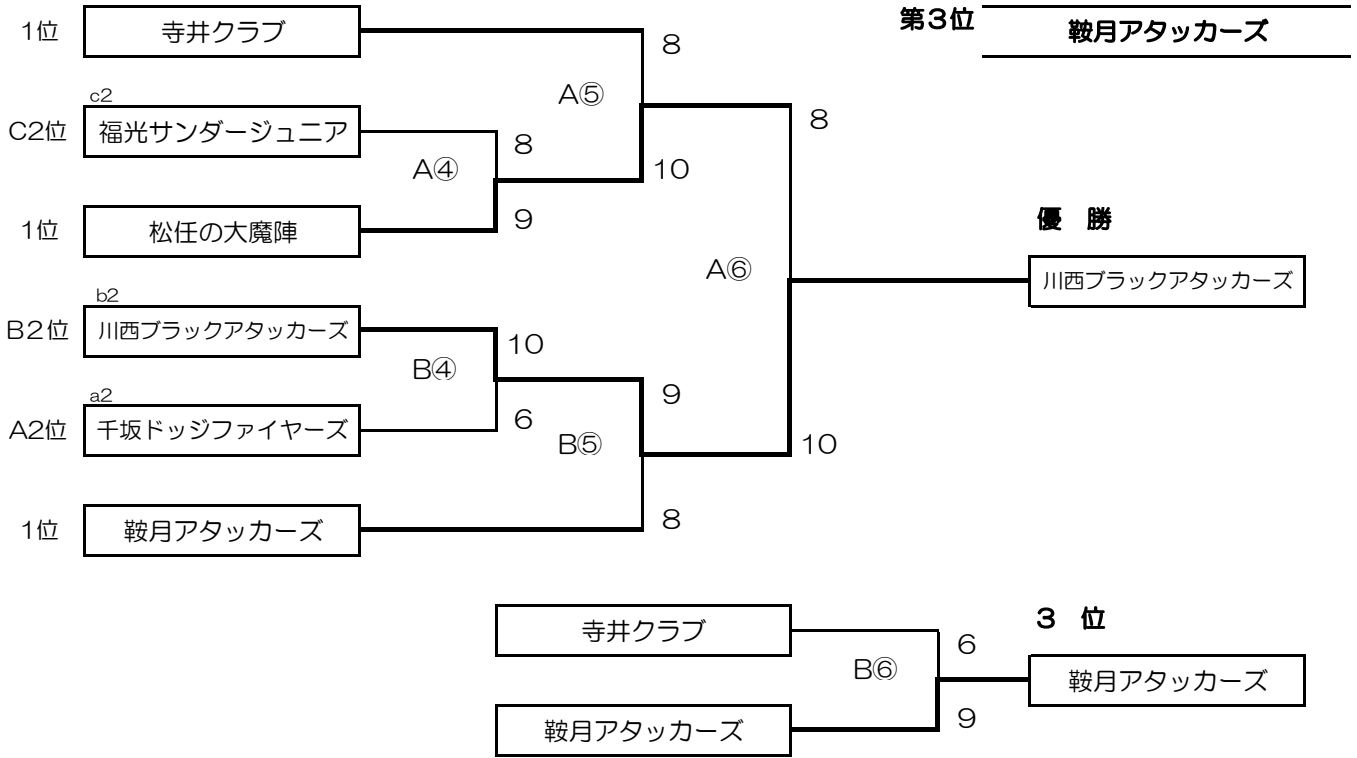 1位 寺井クラブ
8
第3位 鞍月アタッカーズ
A⑤
c2
C2位 福光サンダージュニア
8
8
A④
10
1位 松任の大魔陣
9
優 勝
A⑥
川西ブラックアタッカーズ
b2
B2位 川西ブラックアタッカーズ
10
B④
a2
9
A2位 千坂ドッジファイヤーズ
6
B⑤
10
1位 鞍月アタッカーズ
8
寺井クラブ
6
3 位
B⑥
鞍月アタッカーズ
鞍月アタッカーズ
9